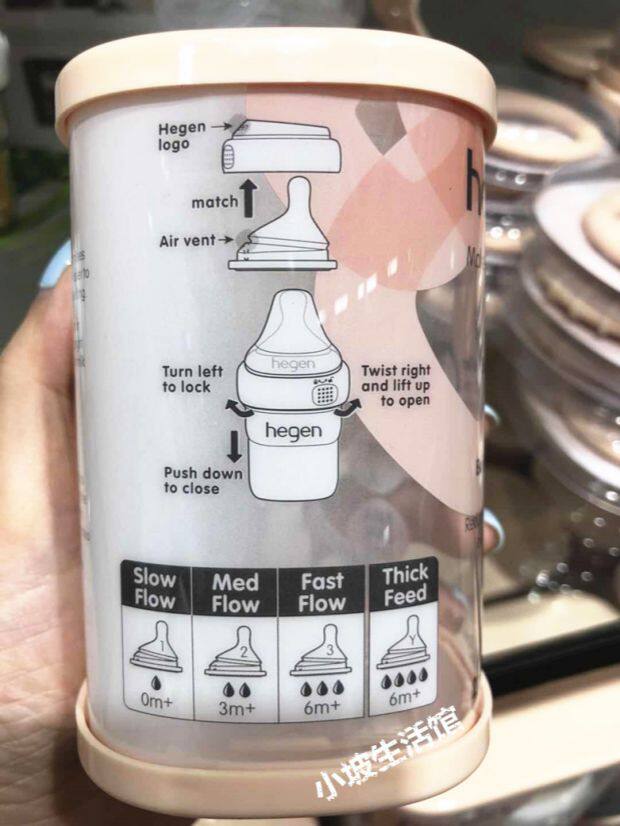 Hegen
logo
match
Air vent
hegen
Turn left
to lock
Twist right
and lift up
to open
hegen
Push down
to close
Slow
Flow
Med
Flow
Fast
Flow
Thick
Feed
1
2
3
Y
0m+
3m+
6m+
6m+
小坡生活馆